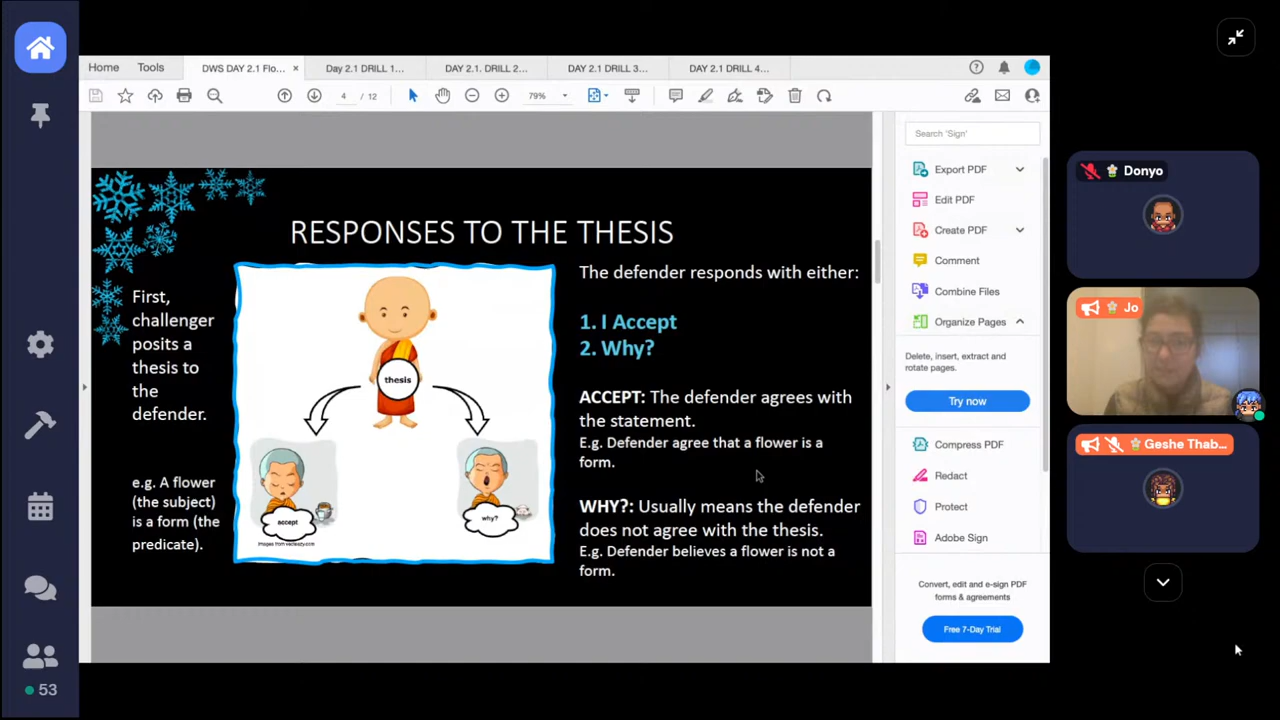 Home
Tools
DWS DAY 2.1 Flo...
×
Day 2.1 DRILL 1...
DAY 2.1. DRILL 2...
DAY 2.1 DRILL 3...
DAY 2.1 DRILL 4...
4 / 12
79%
RESPONSES TO THE THESIS
First,
challenger
posits a
thesis to
the
defender.
e.g. A flower
(the subject)
is a form (the
predicate).
thesis
accept
why?
Images from vecteezy.com
The defender responds with either:
1. I Accept
2. Why?
ACCEPT: The defender agrees with
the statement.
E.g. Defender agree that a flower is a
form.
WHY?: Usually means the defender
does not agree with the thesis.
E.g. Defender believes a flower is not a
form.
Search 'Sign'
Export PDF
Edit PDF
Create PDF
Comment
Combine Files
Organize Pages
Delete, insert, extract and
rotate pages.
Try now
Compress PDF
Redact
Protect
Adobe Sign
Convert, edit and e-sign PDF
forms & agreements
Free 7-Day Trial
Donyo
Jo
Geshe Thab...
53